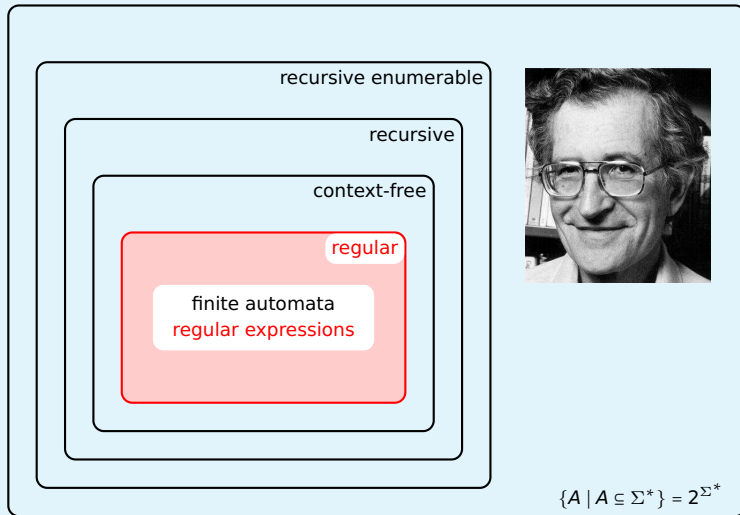 recursive enumerable
recursive
context-free
regular
finite automata
regular expressions
{A | A ⊆ Σ*} = 2^Σ*